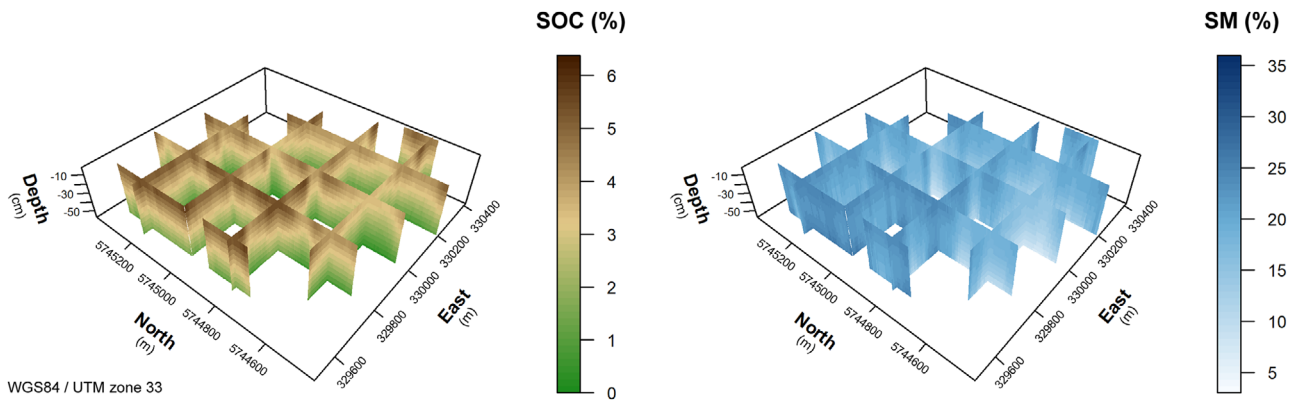 SOC (%)
6
5
4
3
2
1
0
Depth
(cm)
-10
-30
-50
5745200
5745000
5744800
5744600
North
(m)
329600
329800
330000
330200
330400
East
(m)
WGS84 / UTM zone 33
SM (%)
35
30
25
20
15
10
5
Depth
(cm)
-10
-30
-50
5745200
5745000
5744800
5744600
North
(m)
329600
329800
330000
330200
330400
East
(m)